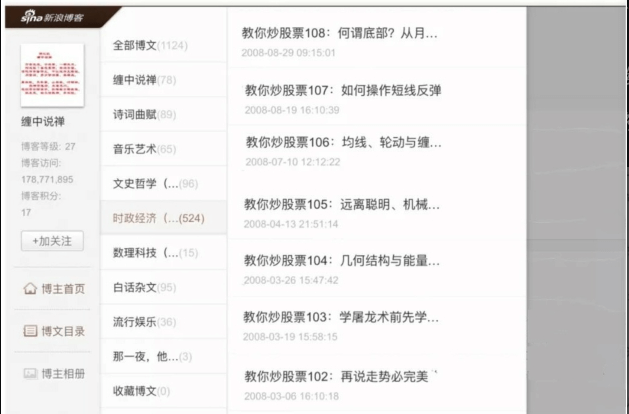 sina 新浪博客
缠中说禅
博客等级: 27
博客访问:
178,771,895
博客积分:
17
+加关注
博主首页
博文目录
博主相册
全部博文(1124)
缠中说禅(78)
诗词曲赋(89)
音乐艺术(65)
文史哲学（...(96)
时政经济（...(524)
数理科技（...(15)
白话杂文(95)
流行娱乐(36)
那一夜，他...(3)
收藏博文(0)
教你炒股票108：何谓底部？从月...
2008-08-29 09:15:01
教你炒股票107：如何操作短线反弹
2008-08-19 16:10:39
教你炒股票106：均线、轮动与缠...
2008-07-10 12:12:22
教你炒股票105：远离聪明、机械...
2008-04-13 21:51:14
教你炒股票104：几何结构与能量...
2008-03-26 15:47:42
教你炒股票103：学屠龙术前先学...
2008-03-19 15:58:15
教你炒股票102：再说走势必完美
2008-03-06 16:10:18